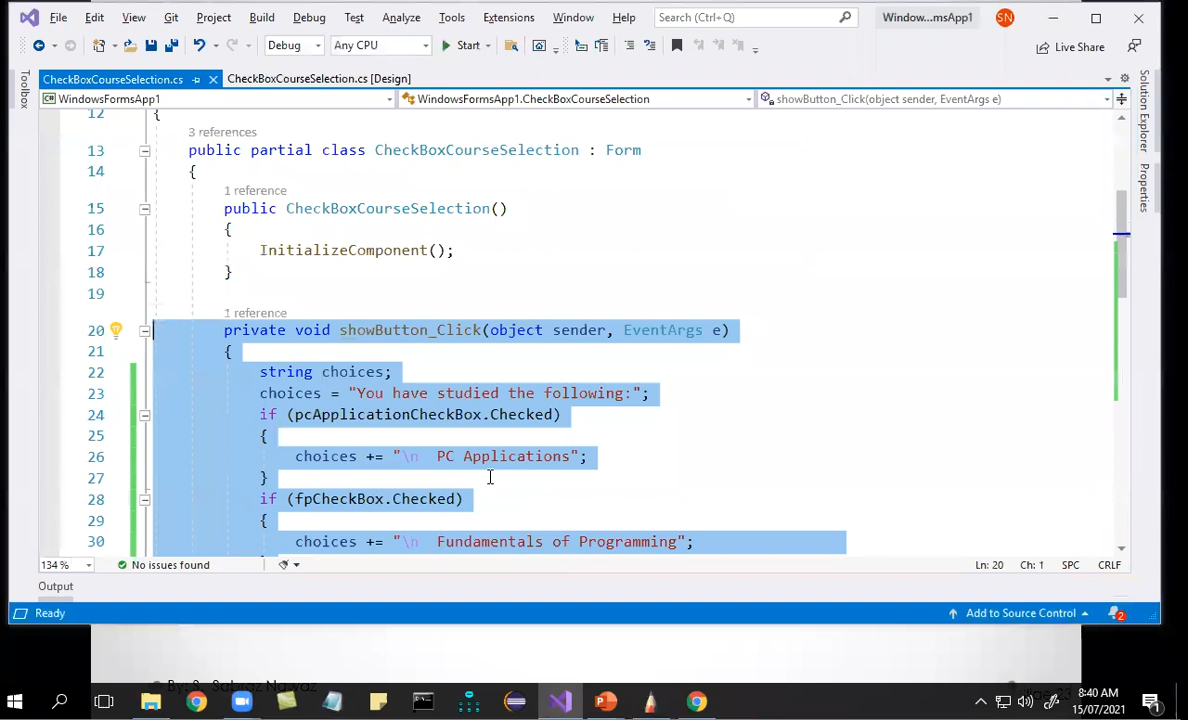 File Edit View Git Project Build Debug Test Analyze Tools Extensions Window Help Search (Ctrl+Q) Window...msApp1 SN
Debug Any CPU Start Live Share
CheckBoxCourseSelection.cs CheckBoxCourseSelection.cs [Design]
WindowsFormsApp1 WindowsFormsApp1.CheckBoxCourseSelection showButton_Click(object sender, EventArgs e)
Toolbox
Solution Explorer
Properties
12 {
3 references
13 public partial class CheckBoxCourseSelection : Form
14 {
1 reference
15 public CheckBoxCourseSelection()
16 {
17 InitializeComponent();
18 }
19
1 reference
20 private void showButton_Click(object sender, EventArgs e)
21 {
22 string choices;
23 choices = "You have studied the following:";
24 if (pcApplicationCheckBox.Checked)
25 {
26 choices += "\n  PC Applications";
27 }
28 if (fpCheckBox.Checked)
29 {
30 choices += "\n  Fundamentals of Programming";
134 % No issues found Ln: 20 Ch: 1 SPC CRLF
Output
Ready Add to Source Control 2
By: S. Sabraz Nawaz
23
8:40 AM
15/07/2021 1